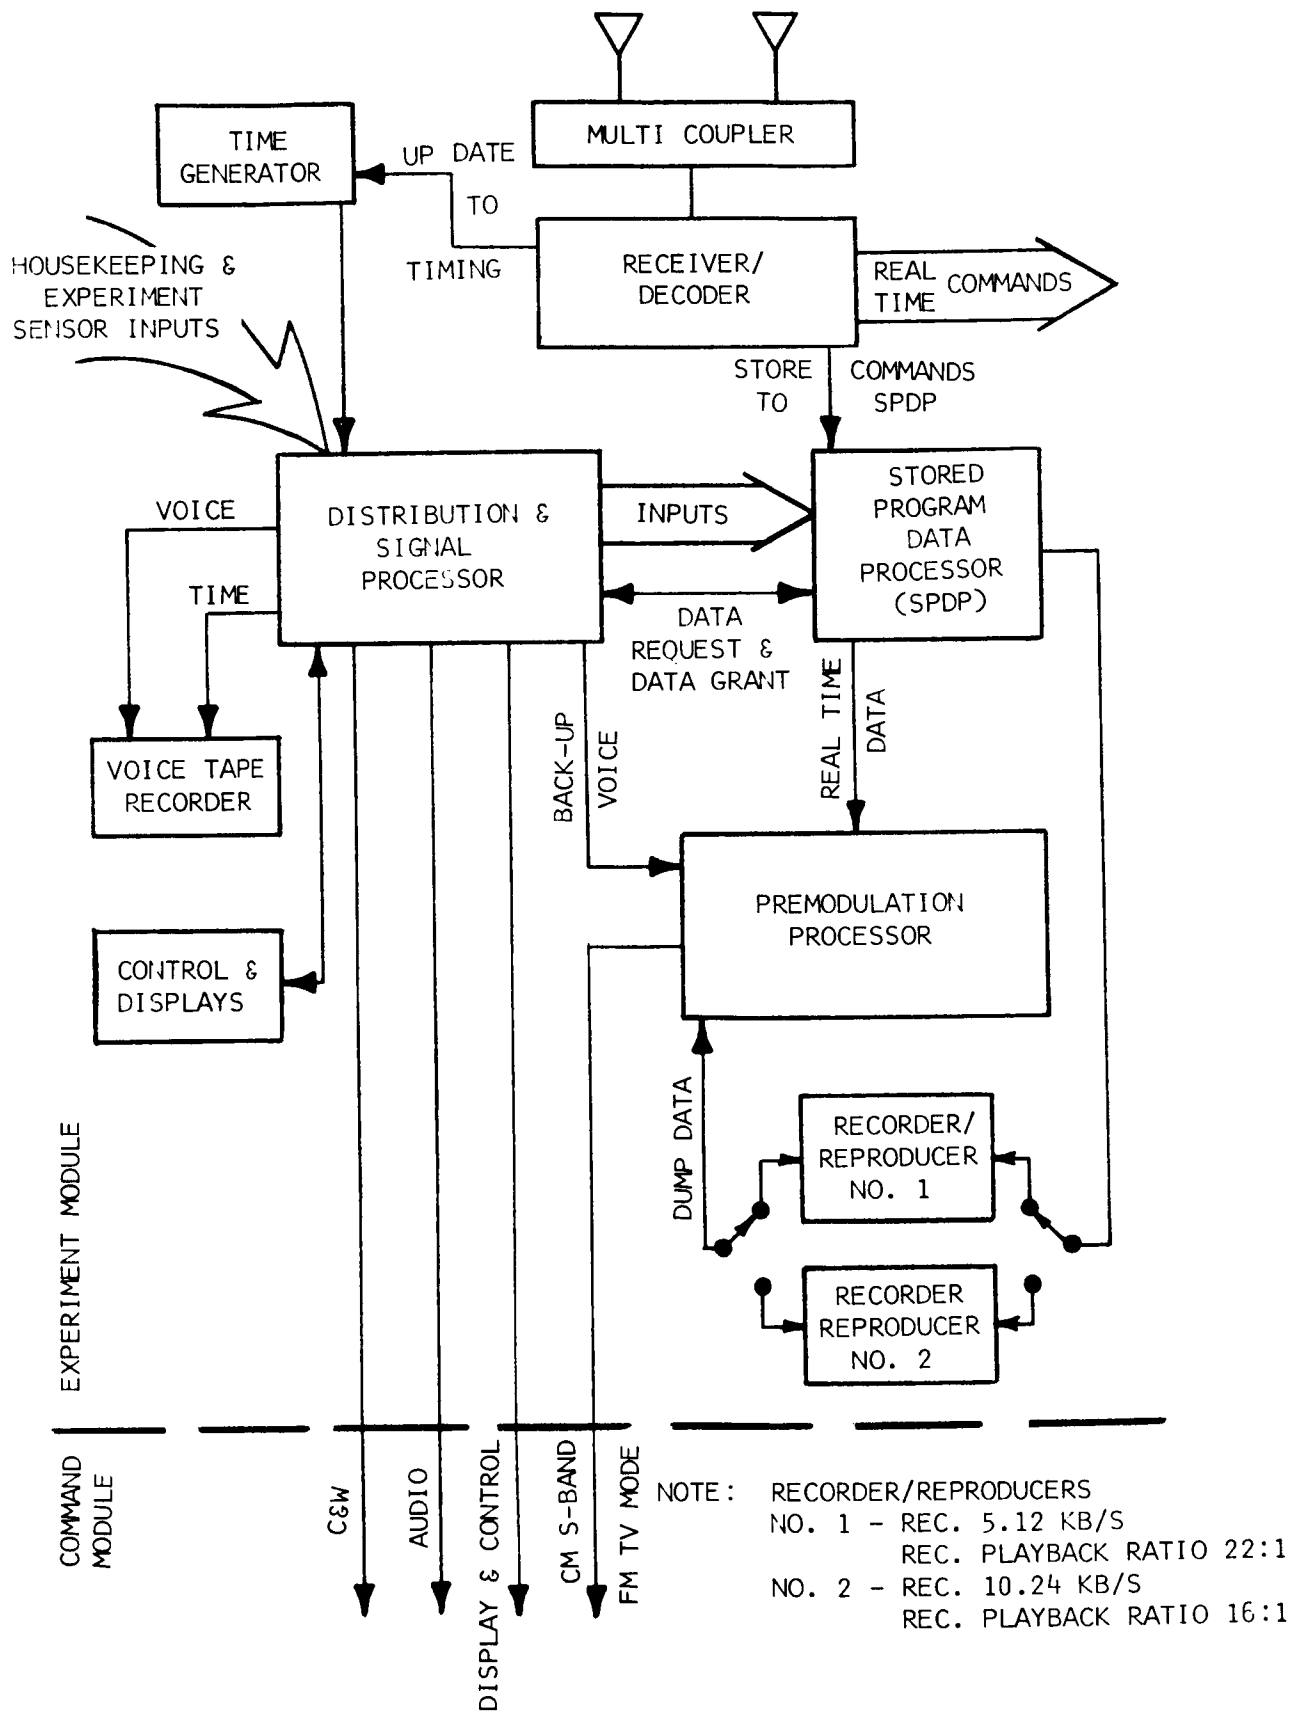 MULTI COUPLER
TIME
GENERATOR
UP DATE
TO
TIMING
RECEIVER/
DECODER
REAL
TIME
COMMANDS
HOUSEKEEPING &
EXPERIMENT
SENSOR INPUTS
STORE
TO
COMMANDS
SPDP
VOICE
TIME
DISTRIBUTION &
SIGNAL
PROCESSOR
INPUTS
STORED
PROGRAM
DATA
PROCESSOR
(SPDP)
DATA
REQUEST &
DATA GRANT
REAL TIME
DATA
BACK-UP
VOICE
VOICE TAPE
RECORDER
PREMODULATION
PROCESSOR
CONTROL &
DISPLAYS
DUMP DATA
RECORDER/
REPRODUCER
NO. 1
RECORDER
REPRODUCER
NO. 2
EXPERIMENT MODULE
COMMAND
MODULE
C&W
AUDIO
DISPLAY & CONTROL
CM S-BAND
FM TV MODE
NOTE: RECORDER/REPRODUCERS
NO. 1 - REC. 5.12 KB/S
REC. PLAYBACK RATIO 22:1
NO. 2 - REC. 10.24 KB/S
REC. PLAYBACK RATIO 16:1